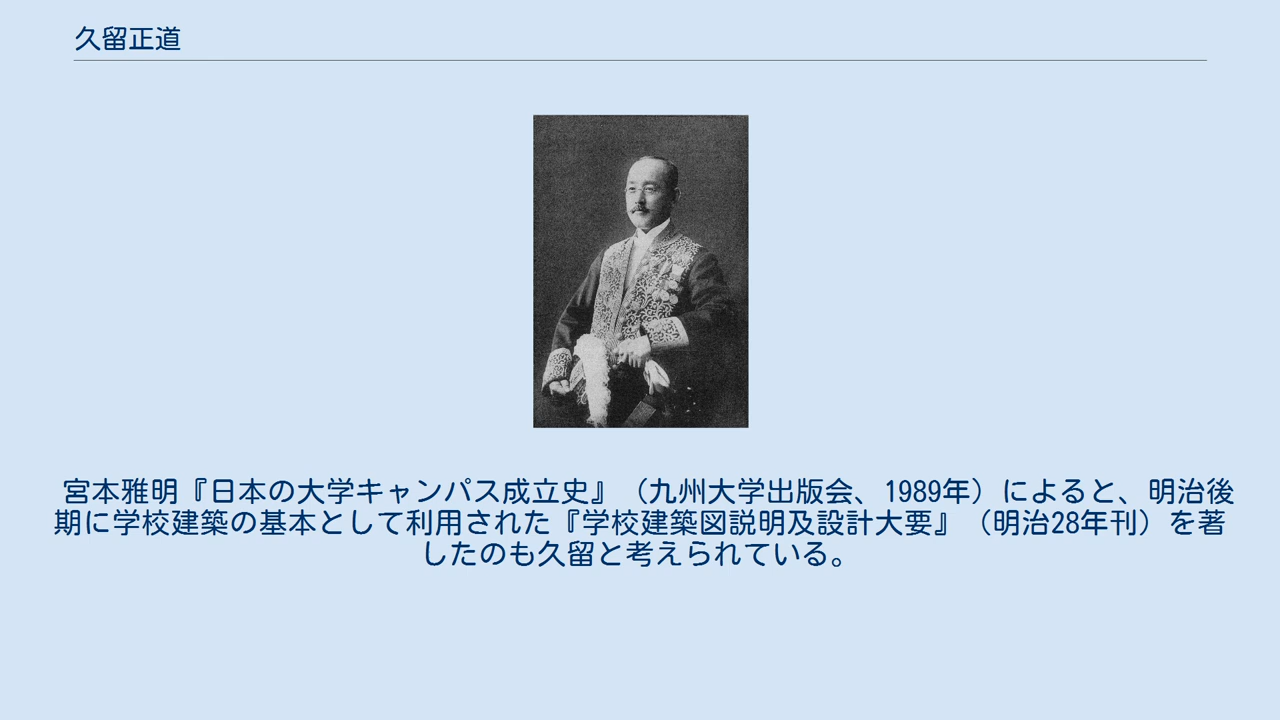 久留正道
宮本雅明『日本の大学キャンパス成立史』（九州大学出版会、1989年）によると、明治後
期に学校建築の基本として利用された『学校建築図説明及設計大要』（明治28年刊）を著
したのも久留と考えられている。